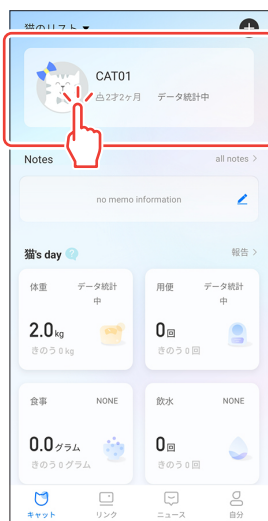 猫のリスト ▼
CAT01
凸2才2ヶ月 データ統計中
Notes all notes >
no memo information
猫's day ? 報告 >
体重 データ統計中
用便 データ統計中
2.0kg
きのう 0 kg
0回
きのう 0 回
食事 NONE
飲水 NONE
0.0グラム
きのう 0 グラム
0回
きのう 0 回
キャット リンク ニュース 自分